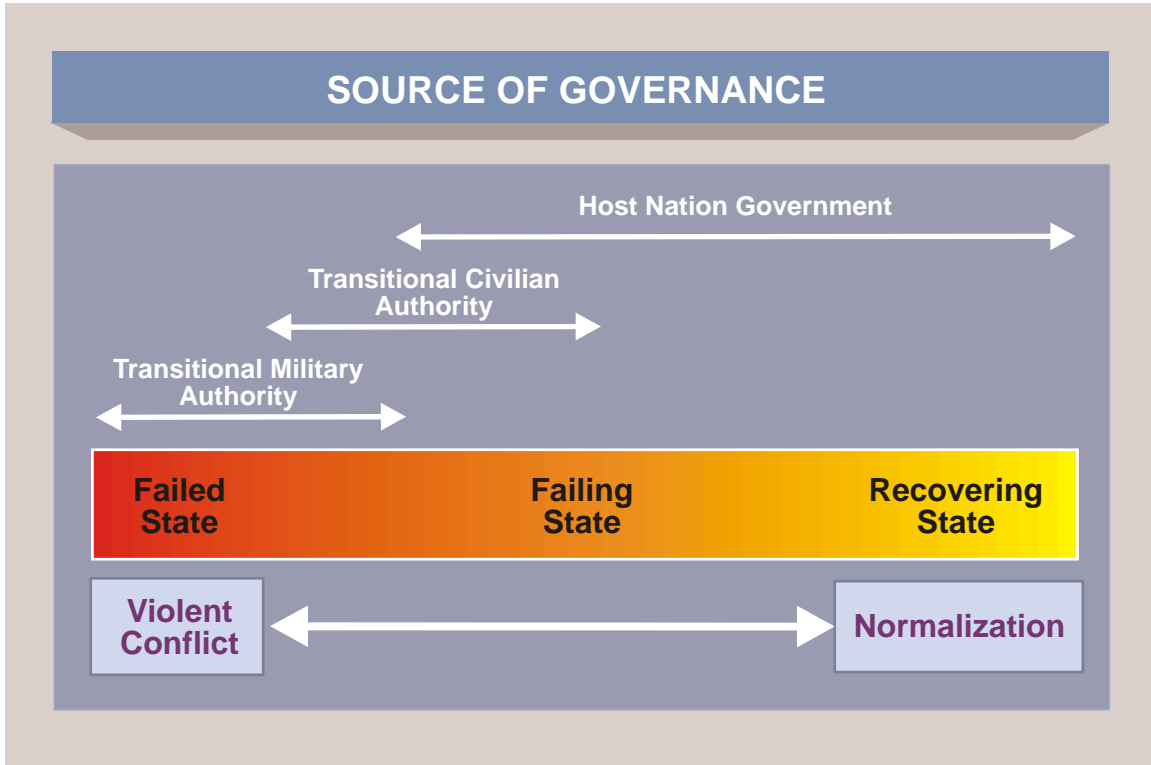 SOURCE OF GOVERNANCE
Host Nation Government
Transitional Civilian
Authority
Transitional Military
Authority
Failed
State
Failing
State
Recovering
State
Violent
Conflict
Normalization